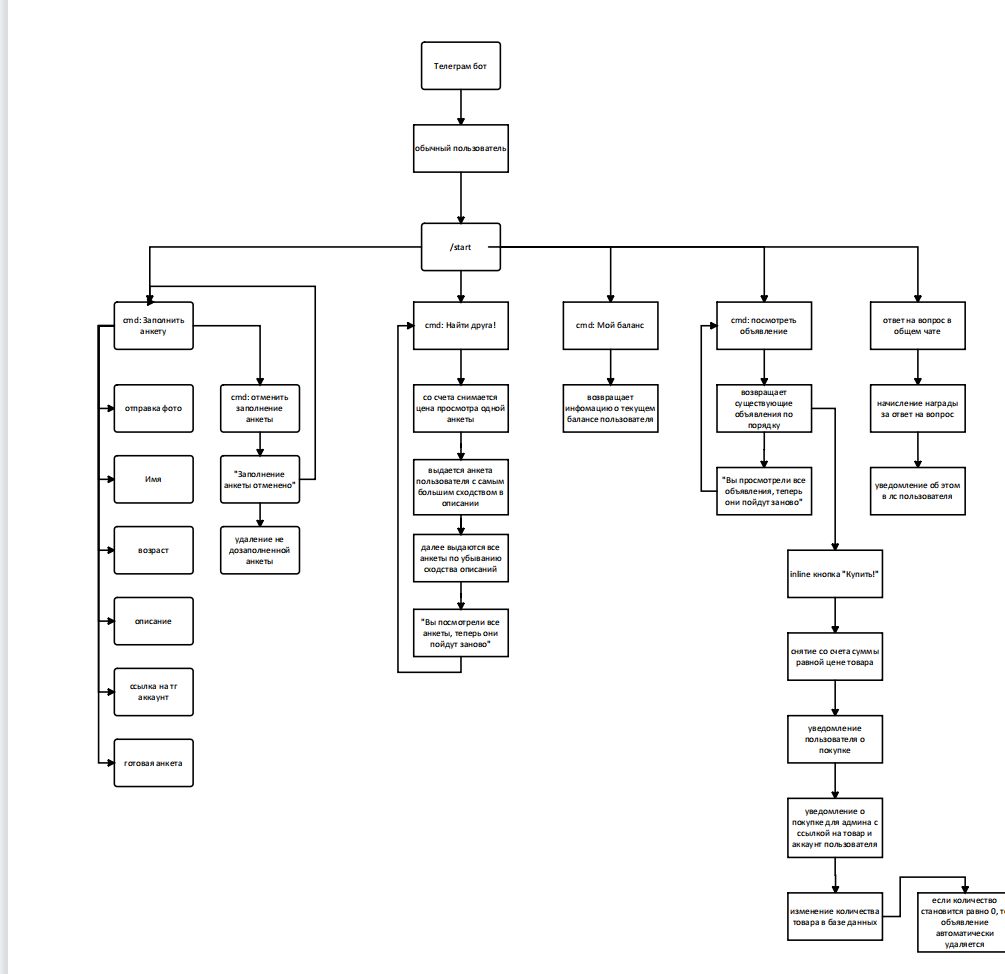 Телеграм бот
обычный пользователь
/start
cmd: Заполнить
анкету
cmd: Найти друга!
cmd: Мой баланс
cmd: посмотреть
объявление
ответ на вопрос в
общем чате
отправка фото
cmd: отменить
заполнение
анкеты
со счета снимается
цена просмотра одной
анкеты
возвращает
инфомацию о текущем
балансе пользователя
возвращает
существующие
объявления по
порядку
начисление награды
за ответ на вопрос
Имя
"Заполнение
анкеты отменено"
выдается анкета
пользователя с самым
большим сходством в
описании
"Вы просмотрели все
объявления, теперь
они пойдут заново"
уведомление об этом
в лс пользователя
возраст
удаление не
дозаполненной
анкеты
далее выдаются все
анкеты по убыванию
сходства описаний
inline кнопка "Купить!"
описание
"Вы посмотрели все
анкеты, теперь они
пойдут заново"
снятие со счета суммы
равной цене товара
ссылка на тг
аккаунт
готовая анкета
уведомление
пользователя о
покупке
уведомление о
покупке для админа с
ссылкой на товар и
аккаунт пользователя
изменение количества
товара в базе данных
если количество
становится равно 0, т
объявление
автоматически
удаляется